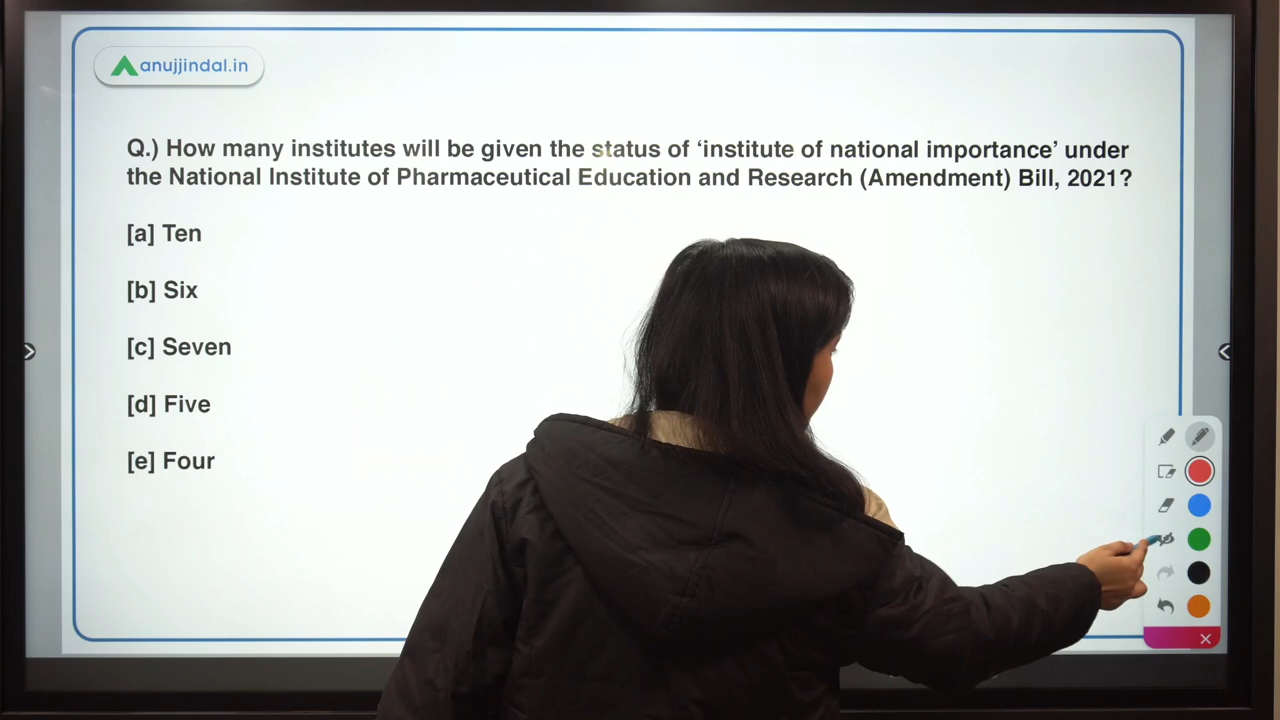 anujjindal.in
Q.) How many institutes will be given the status of ‘institute of national importance’ under
the National Institute of Pharmaceutical Education and Research (Amendment) Bill, 2021?
[a] Ten
[b] Six
[c] Seven
[d] Five
[e] Four